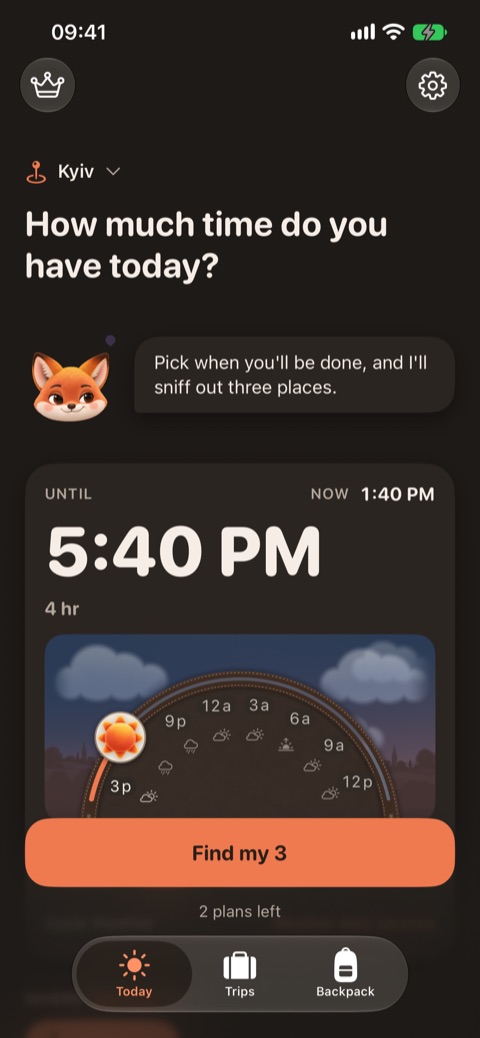 09:41
Kyiv
How much time do you
have today?
Pick when you'll be done, and I'll
sniff out three places.
UNTIL
NOW 1:40 PM
5:40 PM
4 hr
3p
9p
12a
3a
6a
9a
12p
Find my 3
2 plans left
Today
Trips
Backpack